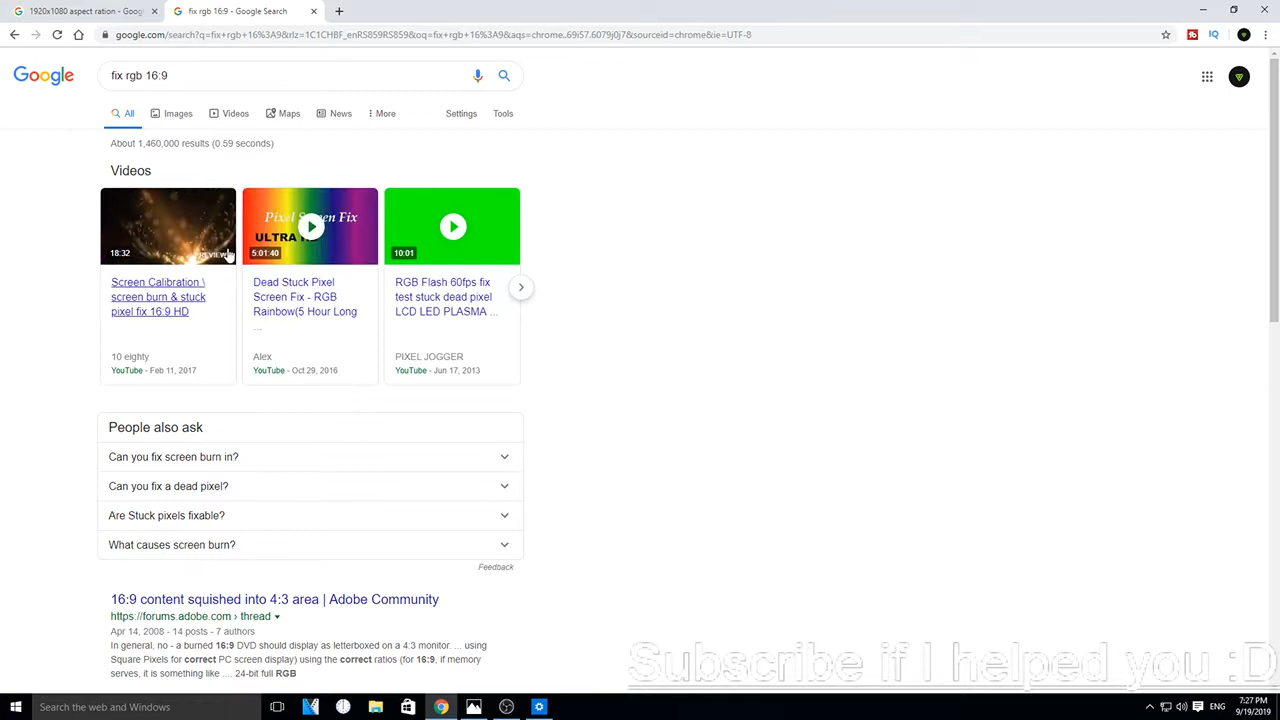 1920x1080 aspect ration - Goog
fix rgb 16:9 - Google Search
google.com/search?q=fix+rgb+16%3A9&rlz=1C1CHBF_enRS859RS859&oq=fix+rgb+16%3A9&aqs=chrome..69i57.6079j0j7&sourceid=chrome&ie=UTF-8
Google
fix rgb 16:9
All
Images
Videos
Maps
News
More
Settings
Tools
About 1,460,000 results (0.59 seconds)
Videos
18:32
PREVIEW
Pixel Screen Fix
ULTRA
5:01:40
10:01
Screen Calibration \
screen burn & stuck
pixel fix 16:9 HD
10 eighty
YouTube - Feb 11, 2017
Dead Stuck Pixel
Screen Fix - RGB
Rainbow(5 Hour Long
...
Alex
YouTube - Oct 29, 2016
RGB Flash 60fps fix
test stuck dead pixel
LCD LED PLASMA ...
PIXEL JOGGER
YouTube - Jun 17, 2013
People also ask
Can you fix screen burn in?
Can you fix a dead pixel?
Are Stuck pixels fixable?
What causes screen burn?
Feedback
16:9 content squished into 4:3 area | Adobe Community
https://forums.adobe.com › thread
Apr 14, 2008 - 14 posts - 7 authors
In general, no - a burned 16:9 DVD should display as letterboxed on a 4:3 monitor. ... using
Square Pixels for correct PC screen display) using the correct ratios (for 16:9, if memory
serves, it is something like .... 24-bit full RGB
Subscribe if I helped you :D
Search the web and Windows
ENG
7:27 PM
9/19/2019